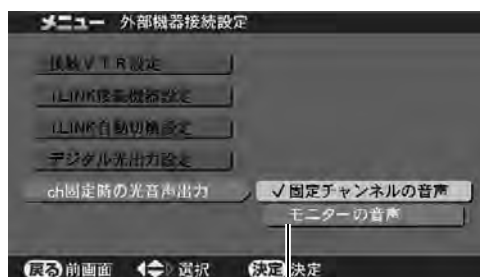 メニュー 外部機器接続設定
接続VTR設定
i.LINK接続機器設定
i.LINK自動切換設定
デジタル光出力設定
ch固定時の光音声出力
✓固定チャンネルの音声
モニターの音声
戻る 前画面 選択 決定 決定